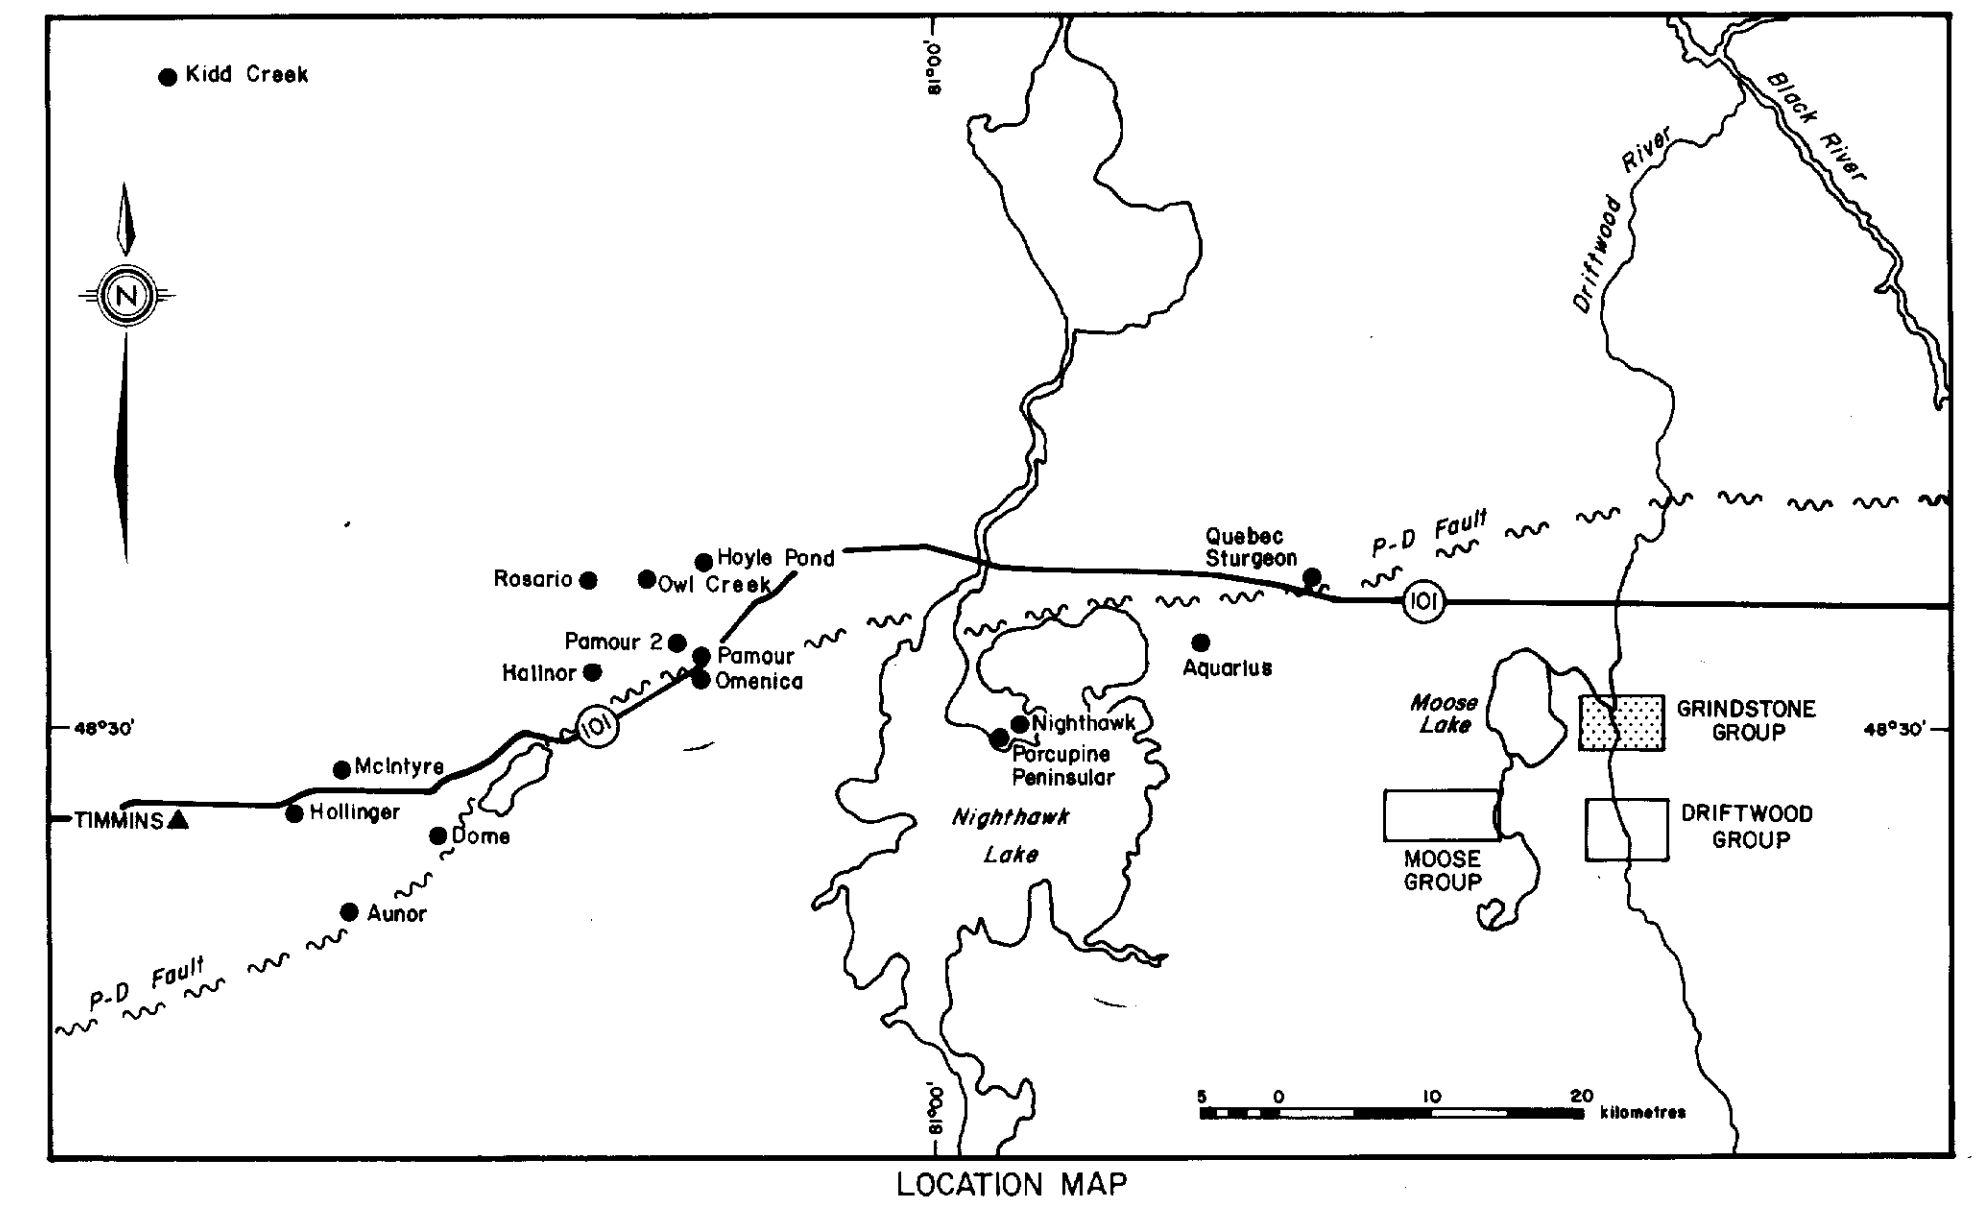 Kidd Creek
81°00'
Black River
Driftwood River
N
P-D Fault
Quebec
Sturgeon
Hoyle Pond
Rosario
Owl Creek
101
Pamour 2
Pamour
Hallnor
Omenica
Aquarius
Moose
Lake
GRINDSTONE
GROUP
48°30'
101
Nighthawk
48°30'
Porcupine
Peninsular
McIntyre
Hollinger
TIMMINS
Dome
Nighthawk
Lake
DRIFTWOOD
GROUP
MOOSE
GROUP
Aunor
P-D Fault
81°00'
5 0 10 20
kilometres
LOCATION MAP